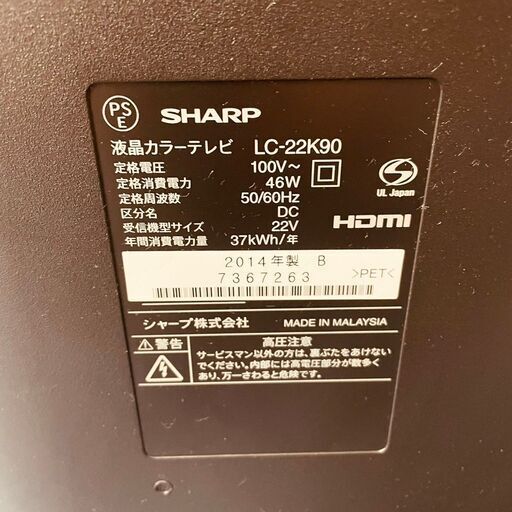 PS
E
SHARP
液晶カラーテレビ LC-22K90
定格電圧 100V～
定格消費電力 46W
定格周波数 50/60Hz
区分名 DC
受信機型サイズ 22V
年間消費電力量 37kWh/年
UL Japan
HDMI
2014年製 B
7367263
>PET<
シャープ株式会社 MADE IN MALAYSIA
警告 高圧注意
サービスマン以外の方は、裏ぶたをあけない
でください。内部には高電圧部分が数多く
あり、万一さわると危険です。